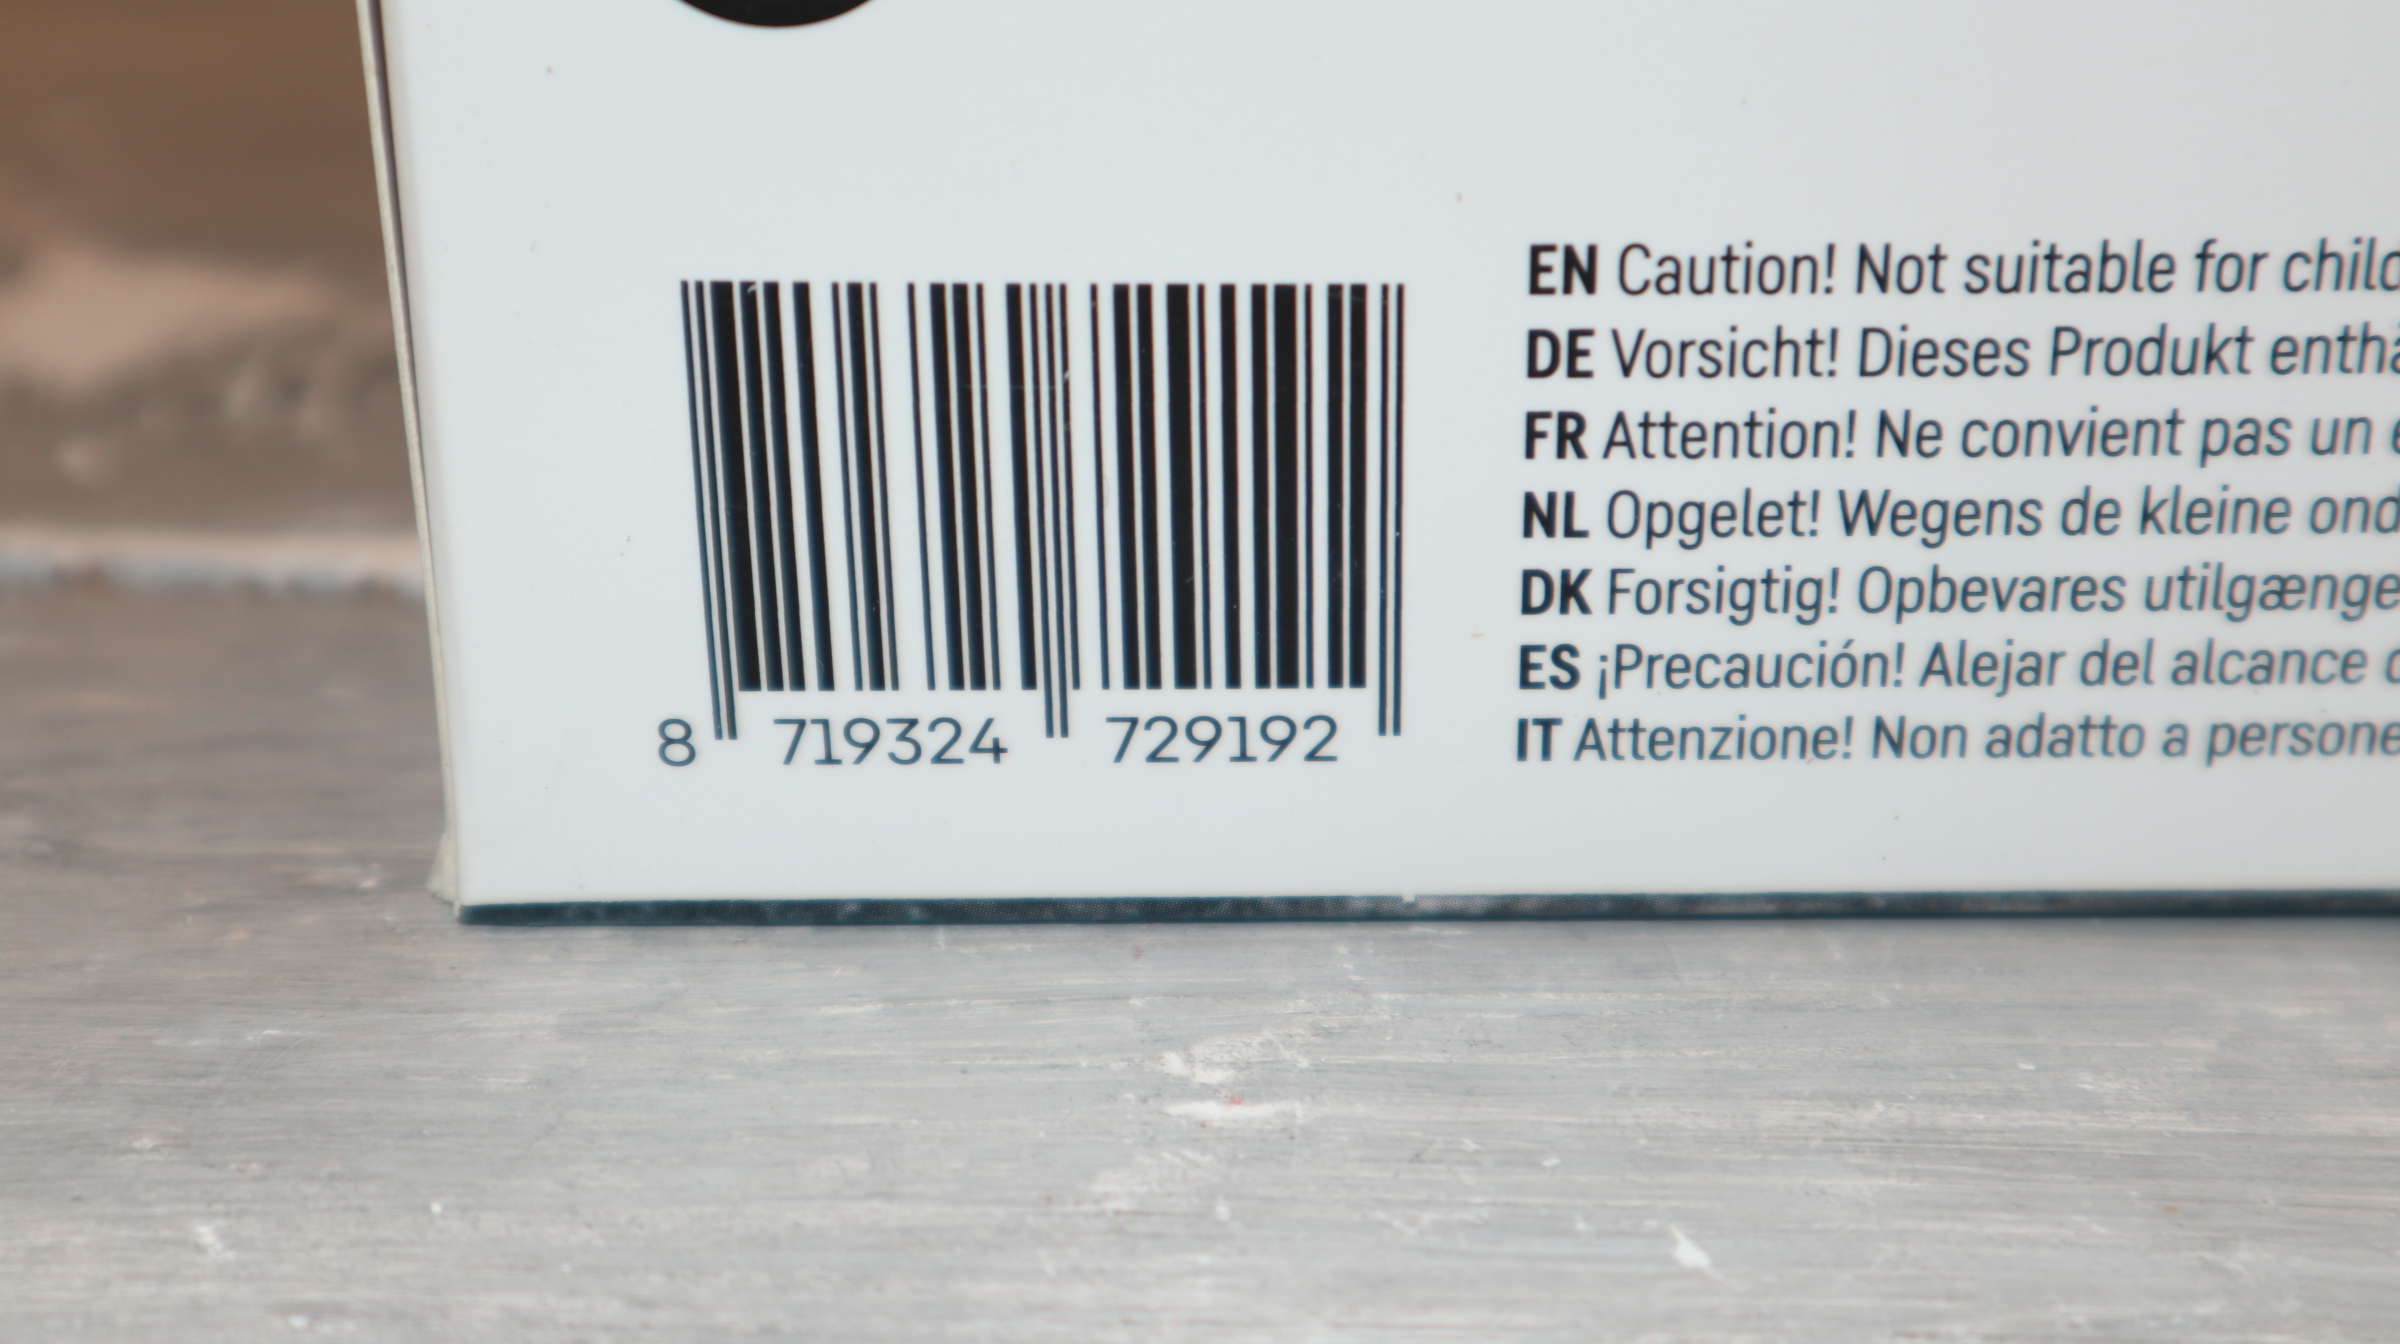 EN Caution! Not suitable for
DE Vorsicht! Dieses Produkt
FR Attention! Ne convient pas un
NL Opgelet! Wegens de kleine
DK Forsigtig! Opbevares
ES ¡Precaución! Alejar del alcance
IT Attenzione! Non adatto a
8 719324 729192